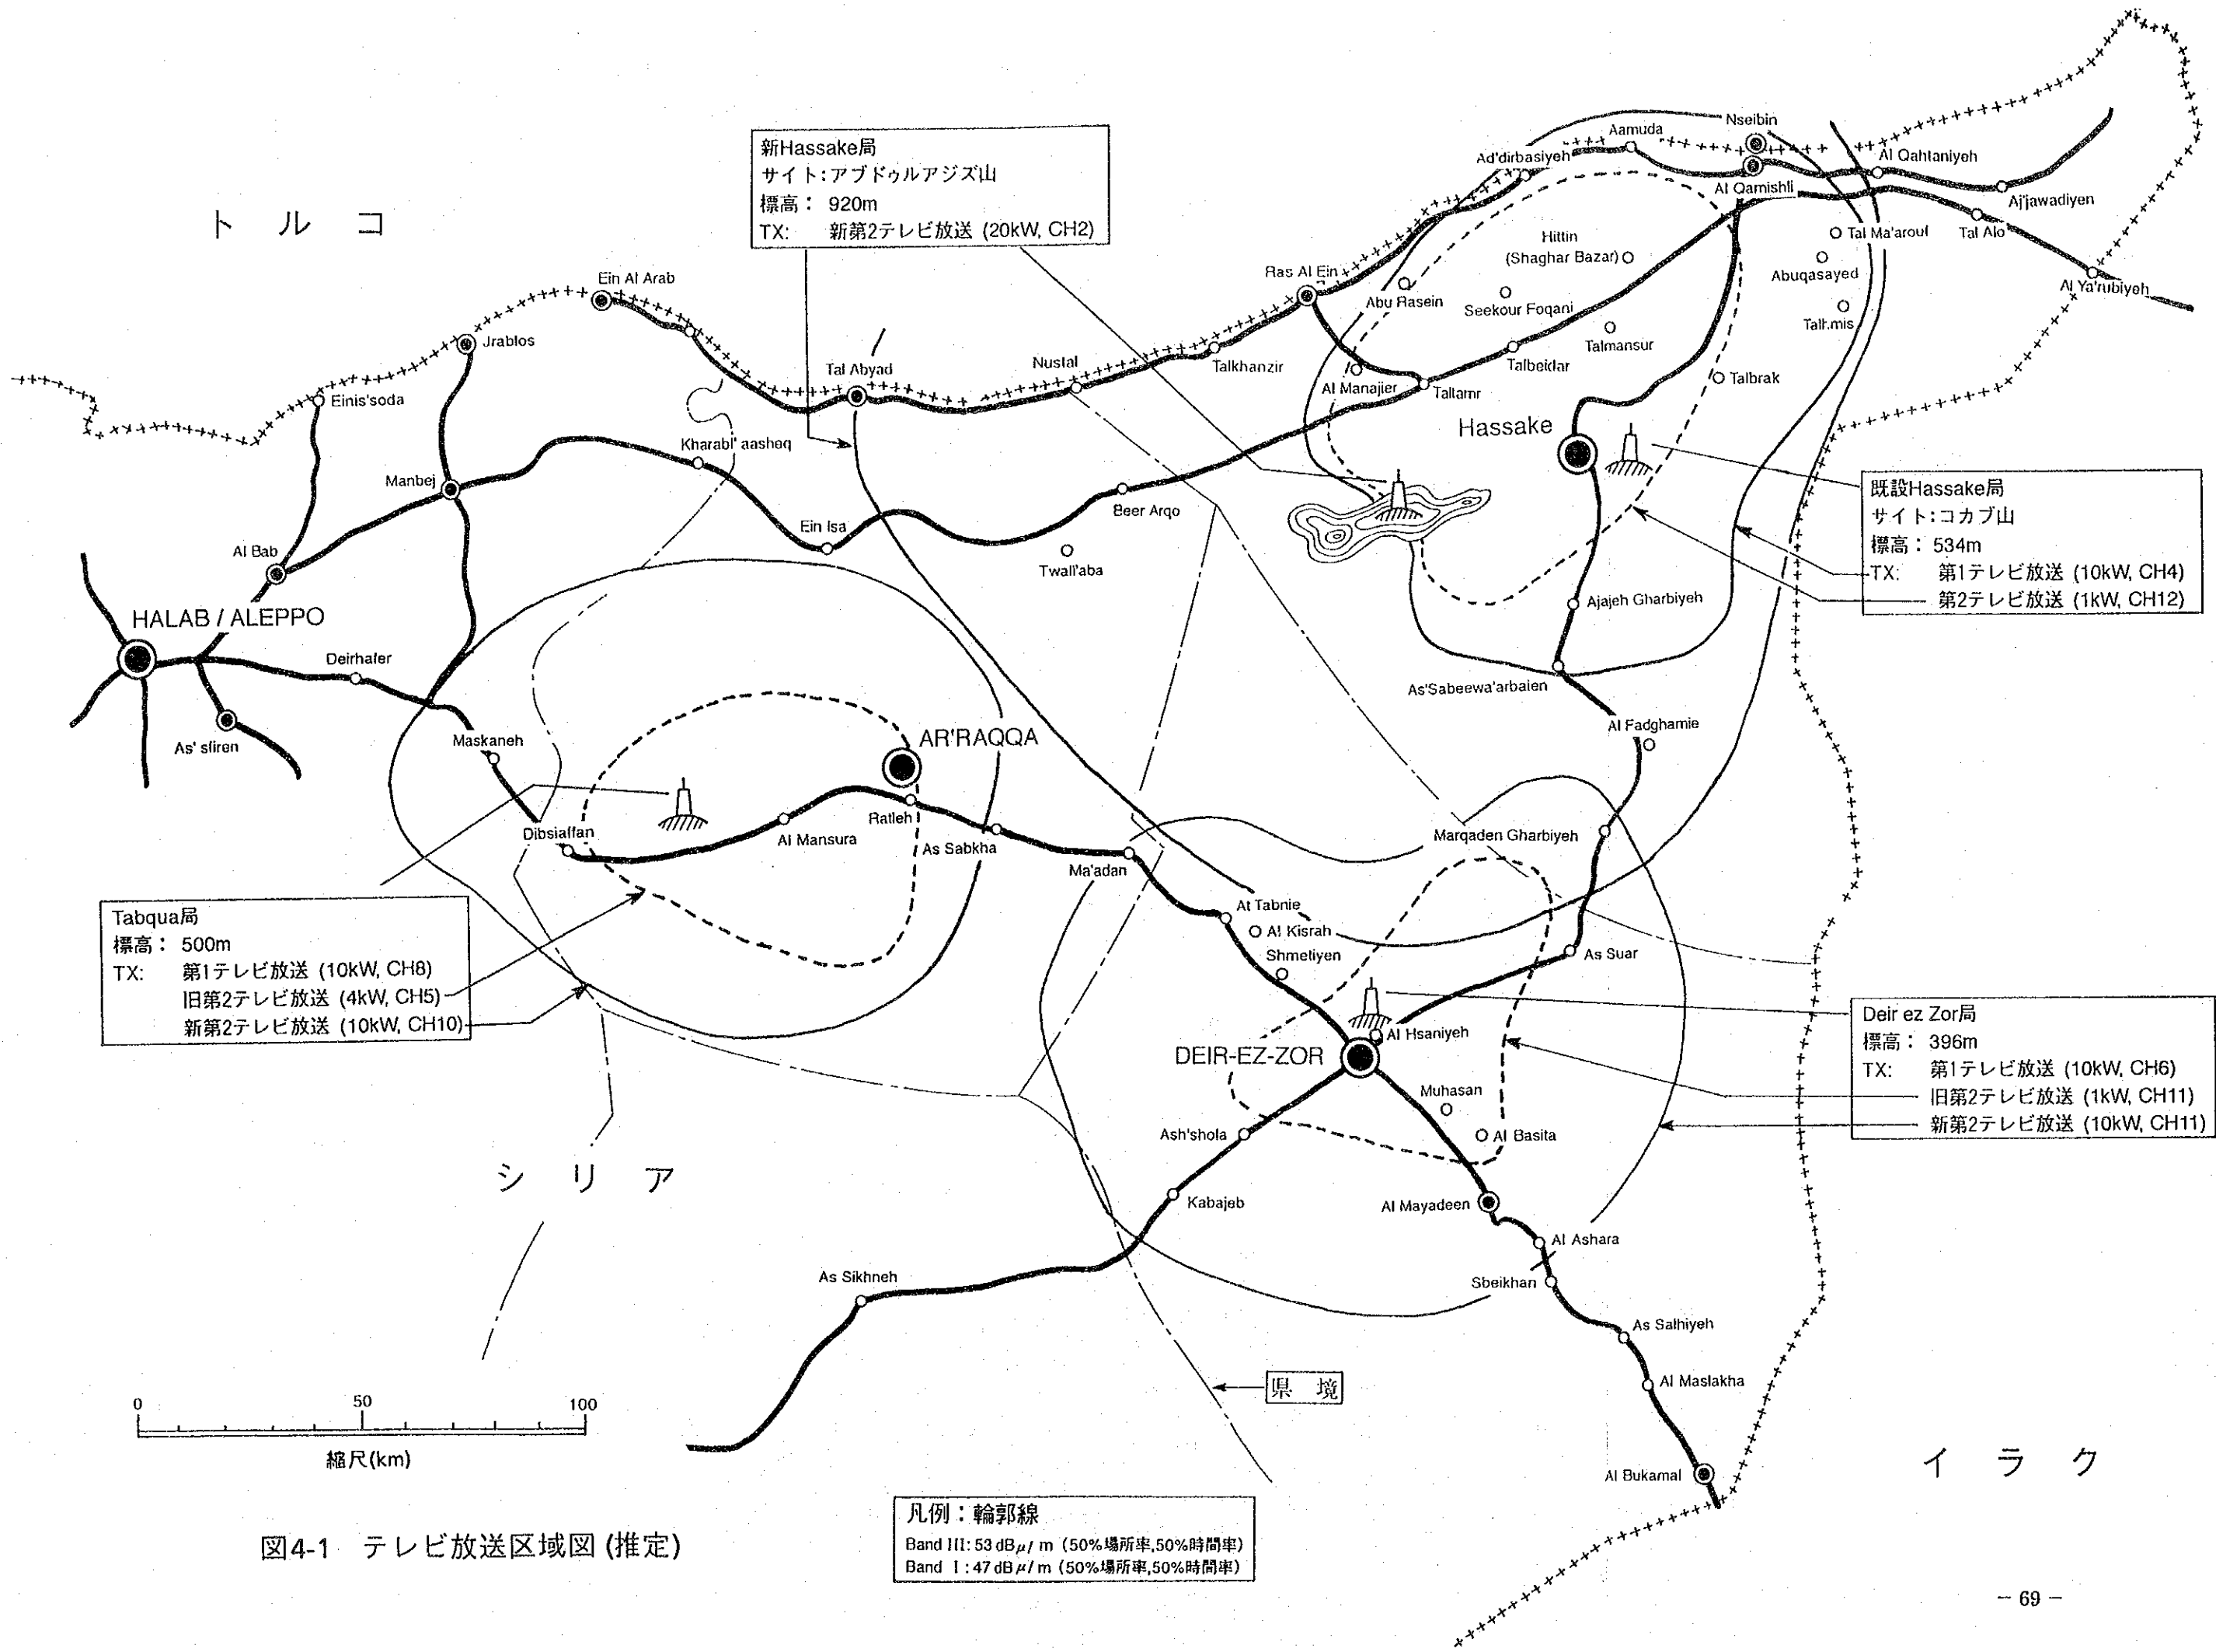 トルコ
新Hassake局
サイト:アブドゥルアジズ山
標高: 920m
TX: 新第2テレビ放送 (20kW, CH2)
Nseibin
Aamuda
Ad'dirbasiyeh
Al Qahtaniyeh
Al Qamishli
Aj'jawadiyen
Hittin
(Shaghar Bazar)
Tal Ma'arouf
Tal Alo
Abuqasayed
Al Ya'rubiyeh
Ras Al Ein
Abu Rasein
Seekour Foqani
Talmansur
Ein Al Arab
Jrablos
Tal Abyad
Nustal
Talkhanzir
Al Manajier
Tallamr
Talbeidar
Talbrak
Einis'soda
Kharabl' aasheq
Hassake
Manbej
Ein Isa
Beer Arqo
Twall'aba
既設Hassake局
サイト:コカブ山
標高: 534m
TX: 第1テレビ放送 (10kW, CH4)
第2テレビ放送 (1kW, CH12)
Al Bab
HALAB / ALEPPO
Ajajeh Gharbiyeh
Deirhafer
As'Sabeewa'arbaien
As' sfiren
Maskaneh
AR'RAQQA
Al Fadghamie
Dibsiaffan
Al Mansura
Ratleh
As Sabkha
Ma'adan
Marqaden Gharbiyeh
Tabqua局
標高: 500m
TX: 第1テレビ放送 (10kW, CH8)
旧第2テレビ放送 (4kW, CH5)
新第2テレビ放送 (10kW, CH10)
At Tabnie
Al Kisrah
Shmetiyen
As Suar
DEIR-EZ-ZOR
Al Hsaniyeh
Deir ez Zor局
標高: 396m
TX: 第1テレビ放送 (10kW, CH6)
旧第2テレビ放送 (1kW, CH11)
新第2テレビ放送 (10kW, CH11)
Muhasan
Al Basita
Ash'shola
シリア
Kabajeb
Al Mayadeen
Al Ashara
As Sikhneh
Sbeikhan
As Salhiyeh
県境
Al Maslakha
0 50 100
縮尺(km)
Al Bukamal
イラク
凡例:輪郭線
Band III: 53 dBμ/ m (50%場所率,50%時間率)
Band I : 47 dBμ/ m (50%場所率,50%時間率)
図4-1 テレビ放送区域図 (推定)
- 69 -